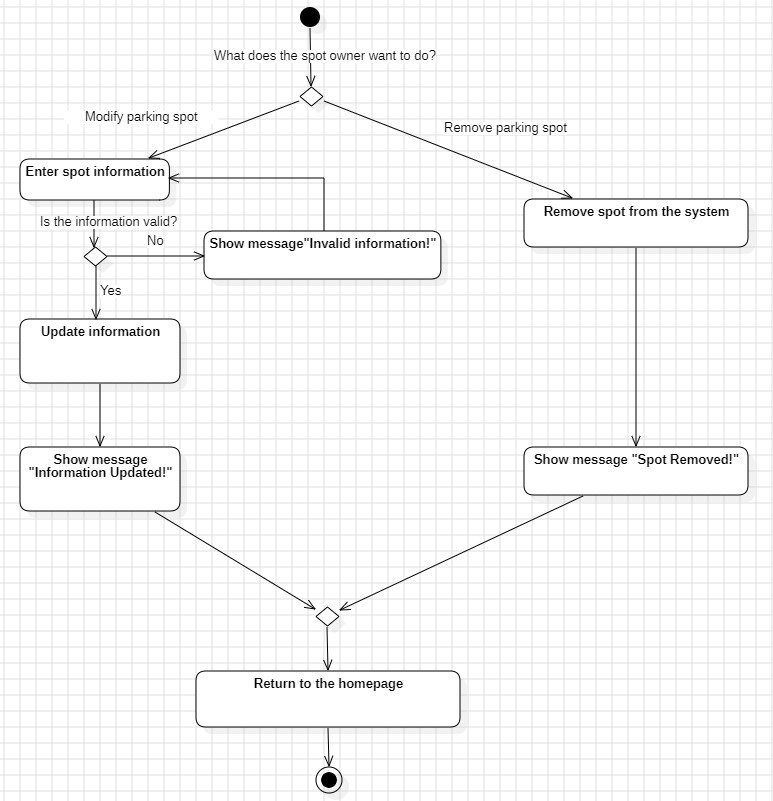 What does the spot owner want to do?
Modify parking spot
Remove parking spot
Enter spot information
Remove spot from the system
Is the information valid?
No
Show message"Invalid information!"
Yes
Update information
Show message
"Information Updated!"
Show message "Spot Removed!"
Return to the homepage